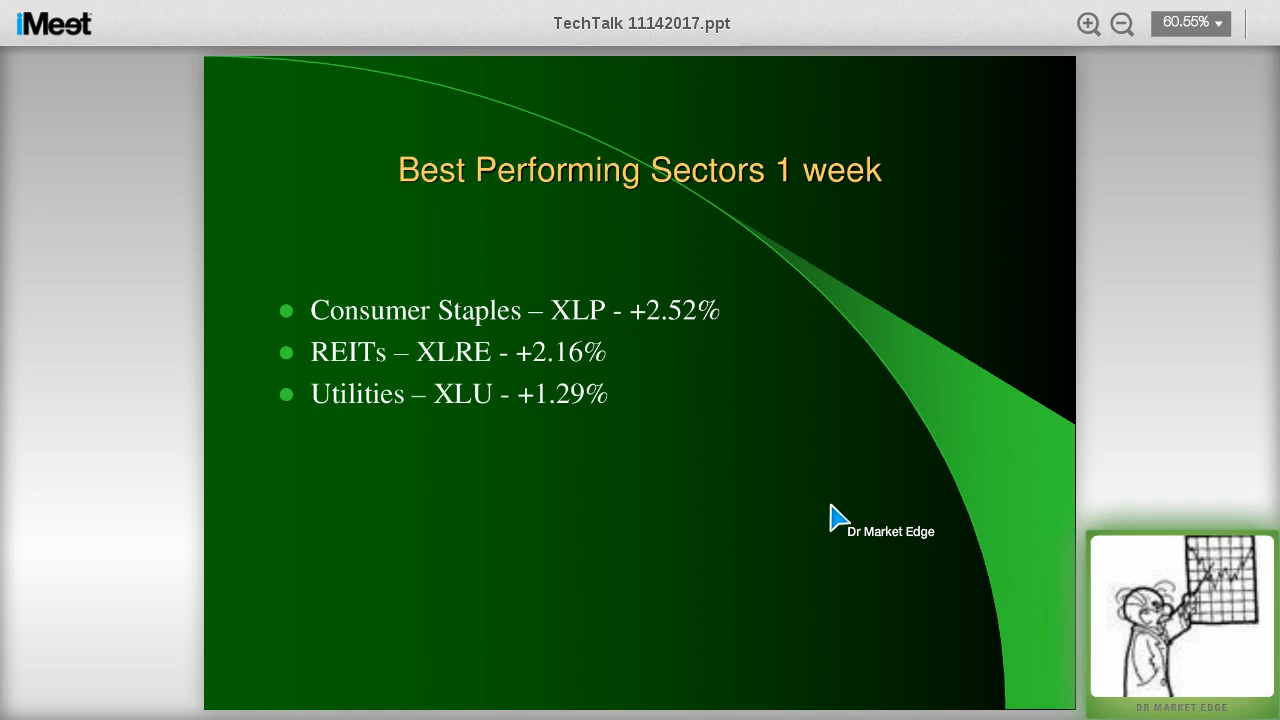 iMeet
TechTalk 11142017.ppt
60.55%
Best Performing Sectors 1 week
Consumer Staples – XLP - +2.52%
REITs – XLRE - +2.16%
Utilities – XLU - +1.29%
Dr Market Edge
DR MARKET EDGE